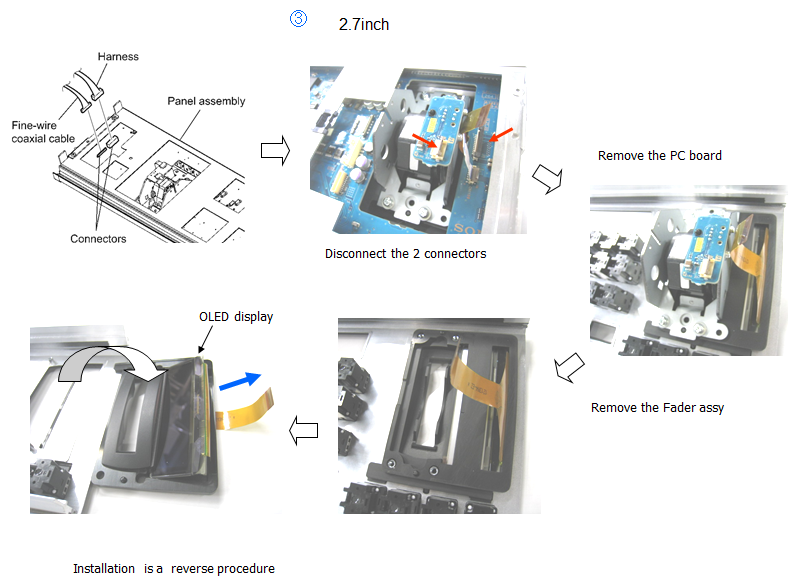 ③ 2.7inch
Harness
Panel assembly
Fine-wire
coaxial cable
Connectors
Disconnect the 2 connectors
Remove the PC board
OLED display
Remove the Fader assy
Installation is a reverse procedure